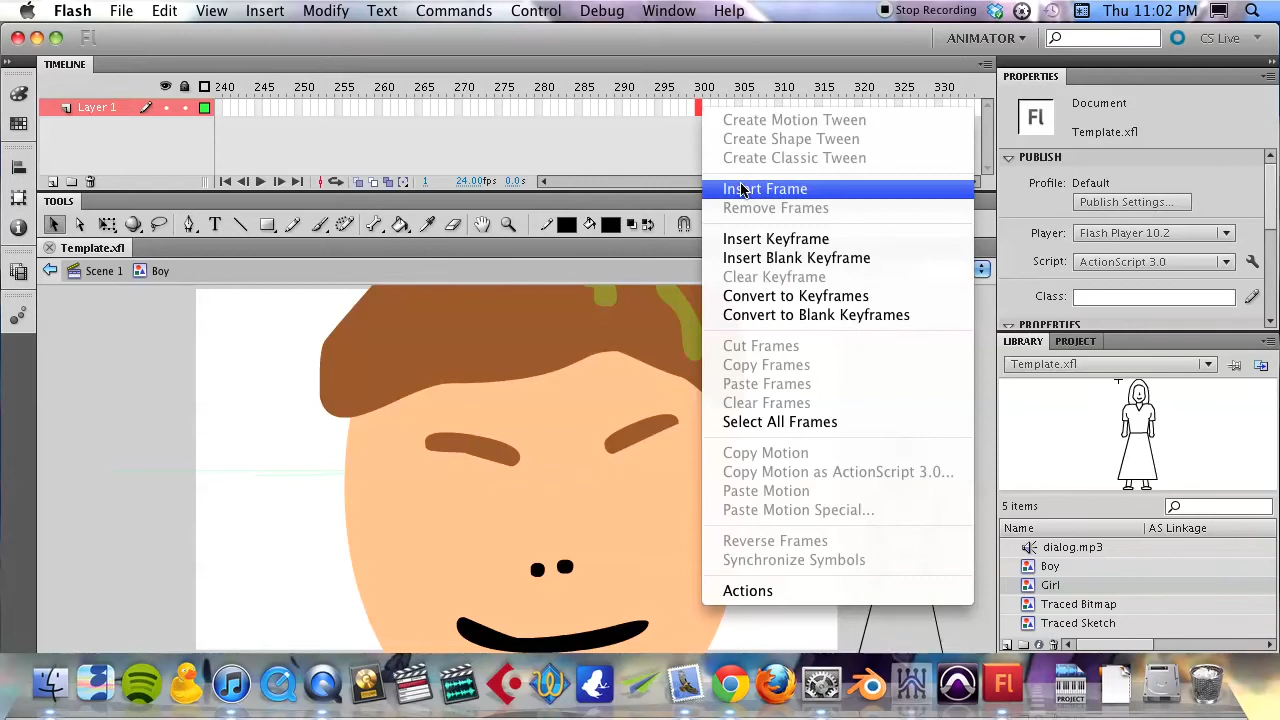 Flash File Edit View Insert Modify Text Commands Control Debug Window Help Stop Recording Thu 11:02 PM
Fl ANIMATOR CS Live
TIMELINE
240 245 250 255 260 265 270 275 280 285 290 295 300 305 310 315 320 325 330
Layer 1
1 24.00fps 0.0s
TOOLS
T
Template.xfl
Scene 1 Boy
Create Motion Tween
Create Shape Tween
Create Classic Tween
Insert Frame
Remove Frames
Insert Keyframe
Insert Blank Keyframe
Clear Keyframe
Convert to Keyframes
Convert to Blank Keyframes
Cut Frames
Copy Frames
Paste Frames
Clear Frames
Select All Frames
Copy Motion
Copy Motion as ActionScript 3.0...
Paste Motion
Paste Motion Special...
Reverse Frames
Synchronize Symbols
Actions
PROPERTIES
Fl
Document
Template.xfl
PUBLISH
Profile: Default
Publish Settings...
Player: Flash Player 10.2
Script: ActionScript 3.0
Class:
PROPERTIES
LIBRARY PROJECT
Template.xfl
5 items
Name AS Linkage
dialog.mp3
Boy
Girl
Traced Bitmap
Traced Sketch
Fl
PROJECT